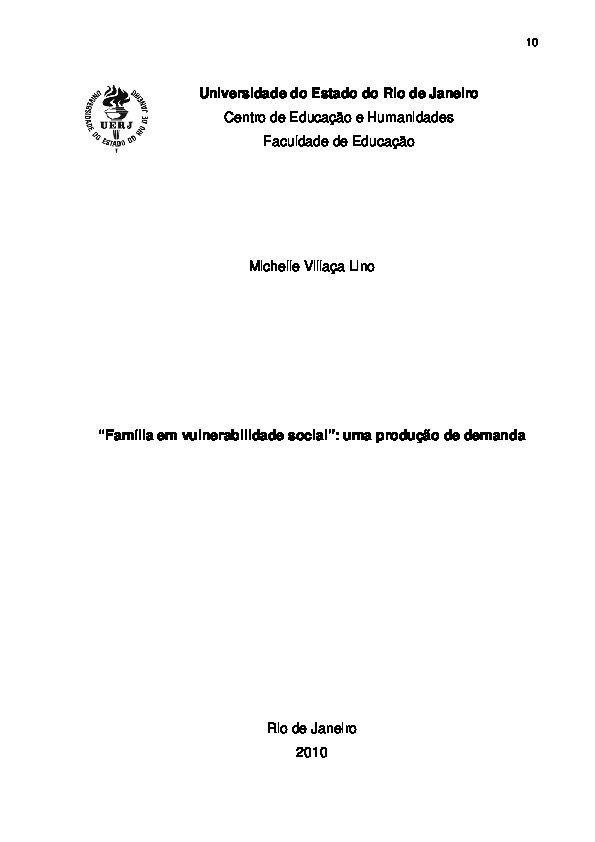 10
Universidade do Estado do Rio de Janeiro
Centro de Educação e Humanidades
Faculdade de Educação
UNIVERSIDADE DO ESTADO DO RIO DE JANEIRO
UERJ
Michelle Villaça Lino
“Família em vulnerabilidade social”: uma produção de demanda
Rio de Janeiro
2010